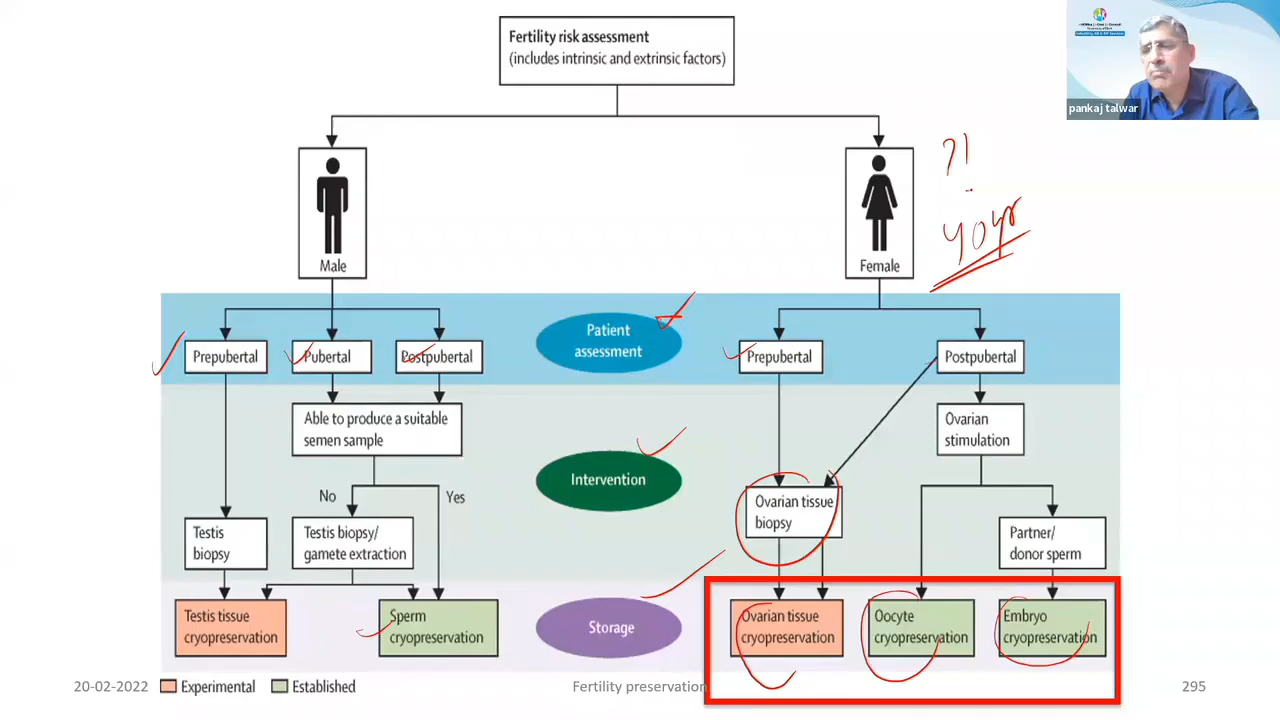 Fertility risk assessment
(includes intrinsic and extrinsic factors)
pankaj talwar
Male
Female
?!
40yr
Patient
assessment
Prepubertal
Pubertal
Postpubertal
Prepubertal
Postpubertal
Able to produce a suitable
semen sample
Ovarian
stimulation
Intervention
No
Yes
Ovarian tissue
biopsy
Testis
biopsy
Testis biopsy/
gamete extraction
Partner/
donor sperm
Testis tissue
cryopreservation
Sperm
cryopreservation
Storage
Ovarian tissue
cryopreservation
Oocyte
cryopreservation
Embryo
cryopreservation
20-02-2022
Experimental
Established
Fertility preservation
295